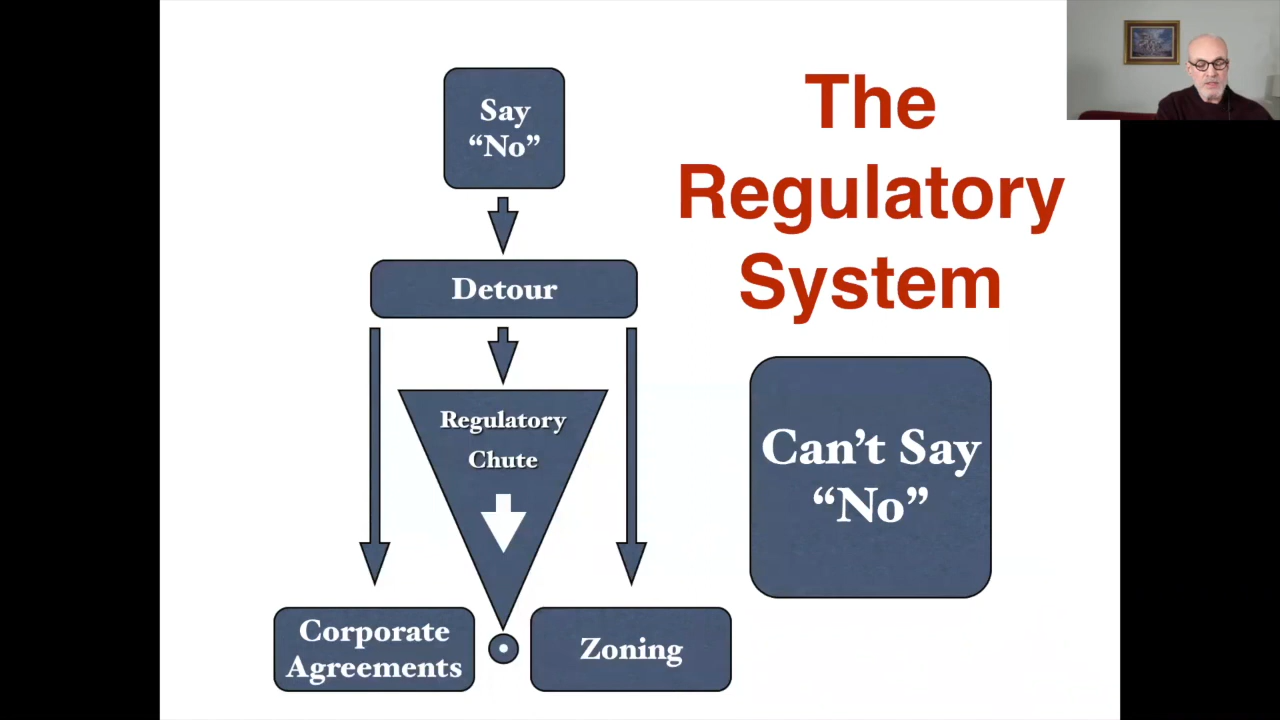 Say
“No”
The
Regulatory
System
Detour
Regulatory
Chute
Can’t Say
“No”
Corporate
Agreements
Zoning